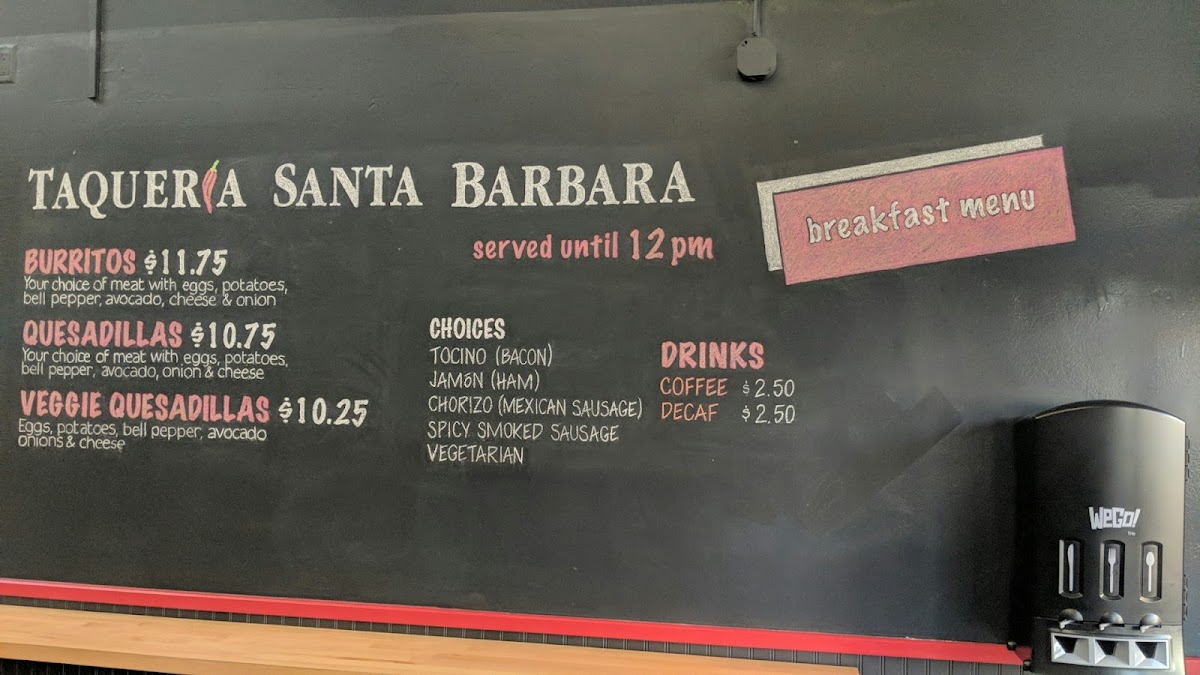 TAQUERIA SANTA BARBARA
breakfast menu
served until 12pm
BURRITOS $11.75
Your choice of meat with eggs, potatoes,
bell pepper, avocado, cheese & onion
QUESADILLAS $10.75
Your choice of meat with eggs, potatoes,
bell pepper, avocado, onion & cheese
VEGGIE QUESADILLAS $10.25
Eggs, potatoes, bell pepper, avocado
onions & cheese
CHOICES
TOCINO (BACON)
JAMÓN (HAM)
CHORIZO (MEXICAN SAUSAGE)
SPICY SMOKED SAUSAGE
VEGETARIAN
DRINKS
COFFEE $2.50
DECAF $2.50
WeGo!